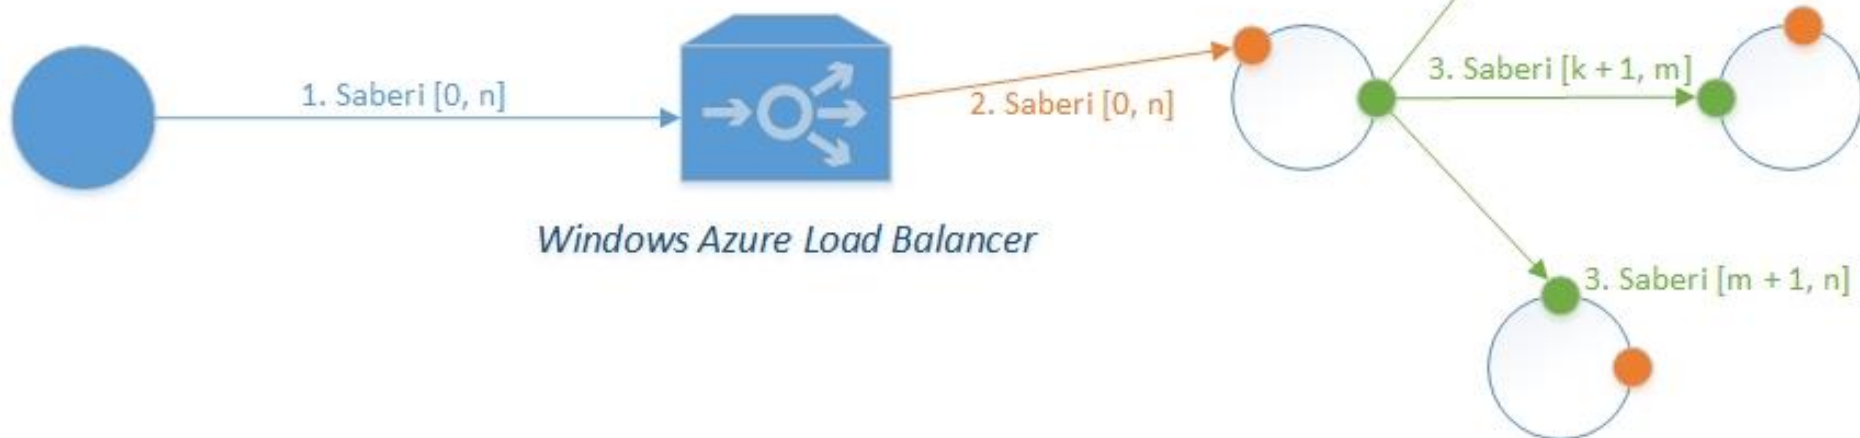 1. Saberi [0, n]
2. Saberi [0, n]
3. Saberi [k + 1, m]
Windows Azure Load Balancer
3. Saberi [m + 1, n]